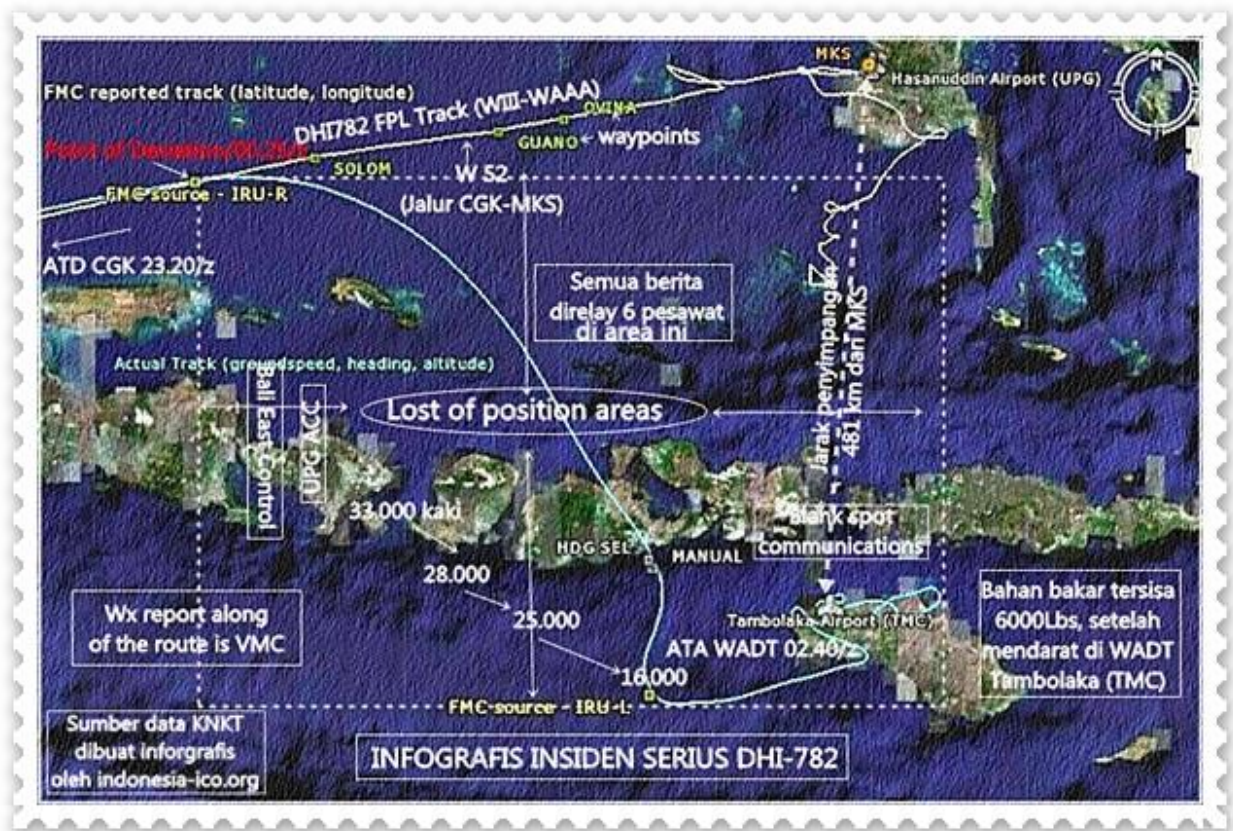 MKS
N
Hasanuddin Airport (UPG)
FMC reported track (latitude, longitude)
DHI782 FPL Track (WIII-WAAA)
OVINA
GUANO
waypoints
SOLOM
W 52
(Jalur CGK-MKS)
Point of Deviation
FMC source - IRU-R
ATD CGK 23.20/z
Semua berita
direlay 6 pesawat
di area ini
Jarak penyimpangan
481 km dari MKS
Actual Track (groundspeed, heading, altitude)
Bali East Control
UPG ACC
Lost of position areas
33.000 kaki
HDG SEL
MANUAL
Blank spot
communications
28.000
25.000
16.000
Wx report along
of the route is VMC
Tambolaka Airport (TMC)
ATA WADT 02.40/z
Bahan bakar tersisa
6000Lbs, setelah
mendarat di WADT
Tambolaka (TMC)
FMC source - IRU-L
Sumber data KNKT
dibuat inforgrafis
oleh indonesia-ico.org
INFOGRAFIS INSIDEN SERIUS DHI-782